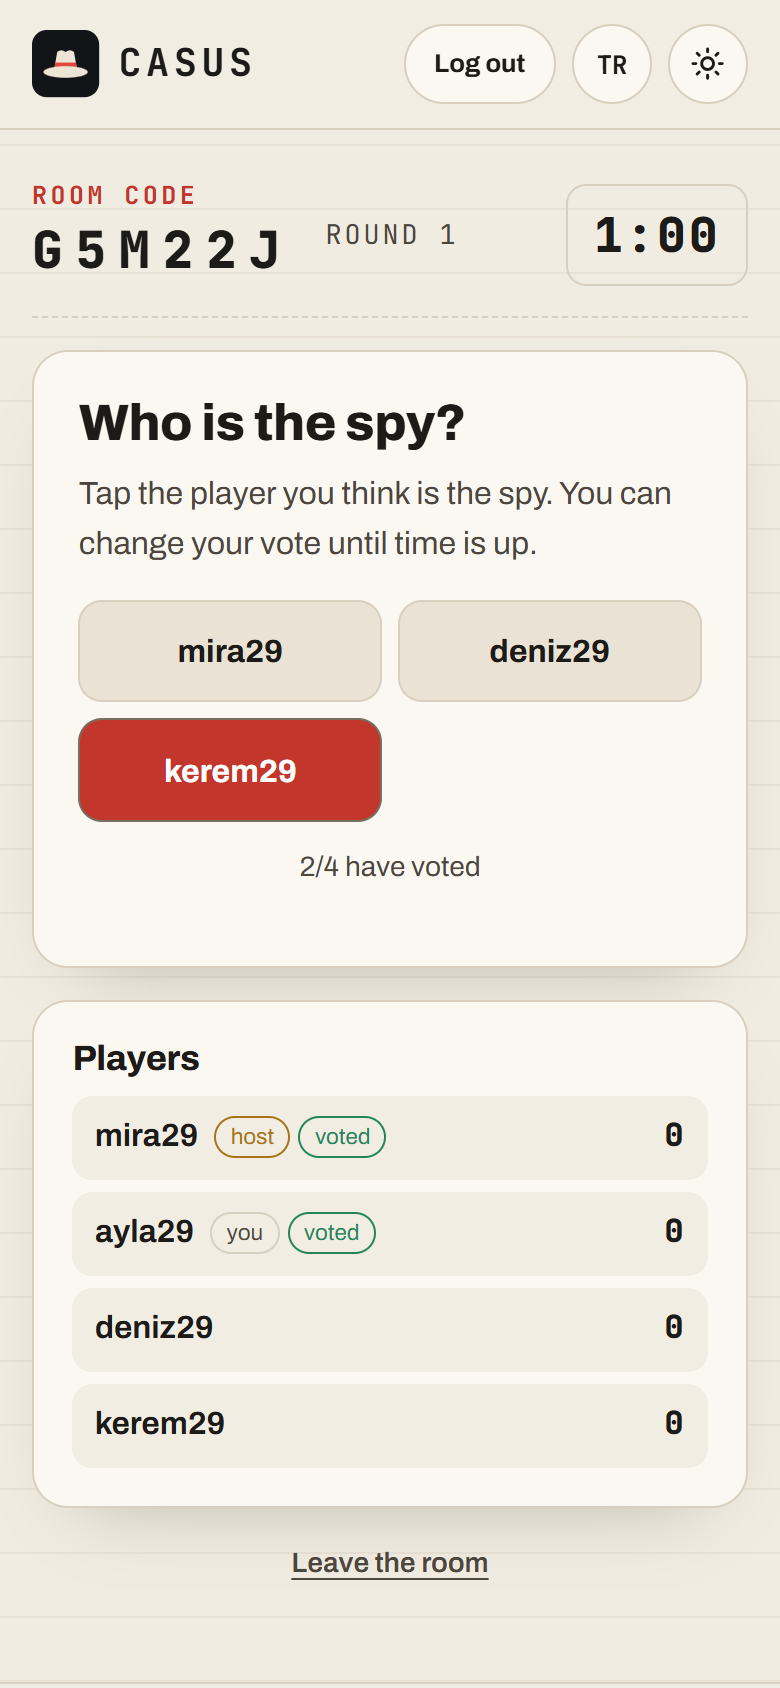 CASUS
Log out
TR
ROOM CODE
G5M22J
ROUND 1
1:00
Who is the spy?
Tap the player you think is the spy. You can
change your vote until time is up.
mira29
deniz29
kerem29
2/4 have voted
Players
mira29 host voted 0
ayla29 you voted 0
deniz29 0
kerem29 0
Leave the room